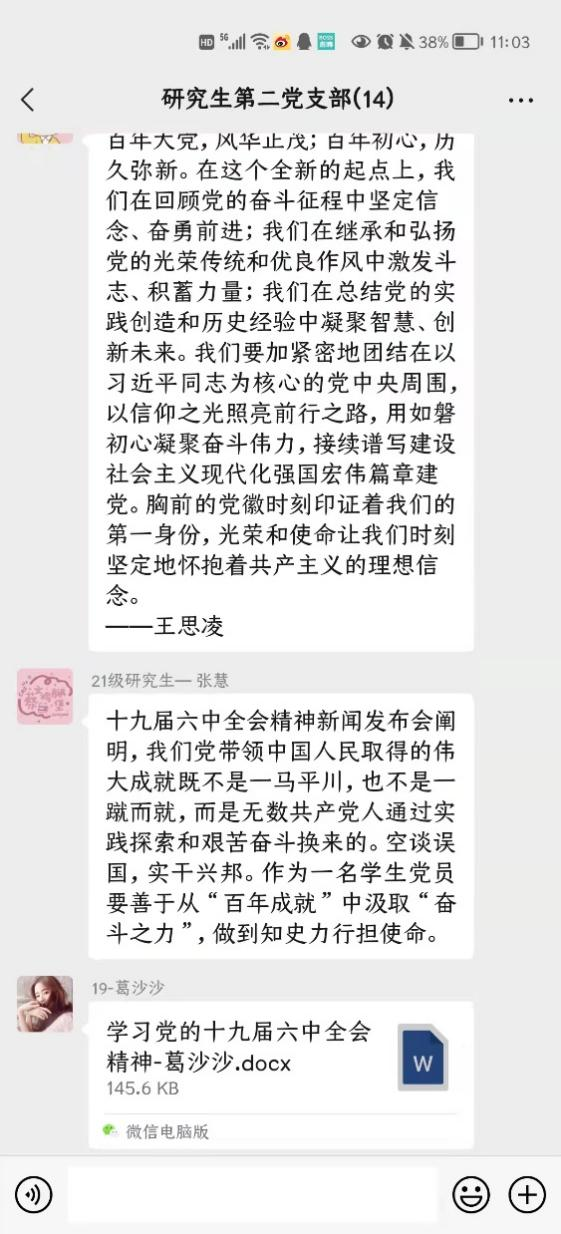 HD 5G 38% 11:03
研究生第二党支部(14)
百年大党，风华正茂；百年初心，历
久弥新。在这个全新的起点上，我
们在回顾党的奋斗征程中坚定信
念、奋勇前进；我们在继承和弘扬
党的光荣传统和优良作风中激发斗
志、积蓄力量；我们在总结党的实
践创造和历史经验中凝聚智慧、创
新未来。我们要加紧密地团结在以
习近平同志为核心的党中央周围，
以信仰之光照亮前行之路，用如磐
初心凝聚奋斗伟力，接续谱写建设
社会主义现代化强国宏伟篇章建
党。胸前的党徽时刻印证着我们的
第一身份，光荣和使命让我们时刻
坚定地怀抱着共产主义的理想信
念。
——王思凌
21级研究生— 张慧
十九届六中全会精神新闻发布会阐
明，我们党带领中国人民取得的伟
大成就既不是一马平川，也不是一
蹴而就，而是无数共产党人通过实
践探索和艰苦奋斗换来的。空谈误
国，实干兴邦。作为一名学生党员
要善于从“百年成就”中汲取“奋
斗之力”，做到知史力行担使命。
19-葛沙沙
学习党的十九届六中全会
精神-葛沙沙.docx
W
145.6 KB
微信电脑版